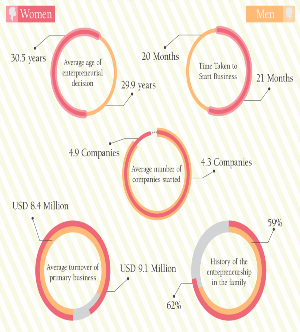 Women
Men
30.5 years
Average age of
entrepreneurial
decision
29.9 years
20 Months
Time Taken to
Start Business
21 Months
4.9 Companies
Average number of
companies started
4.3 Companies
USD 8.4 Million
Average turnover of
primary business
USD 9.1 Million
59%
History of the
entrepreneurship
in the family
62%